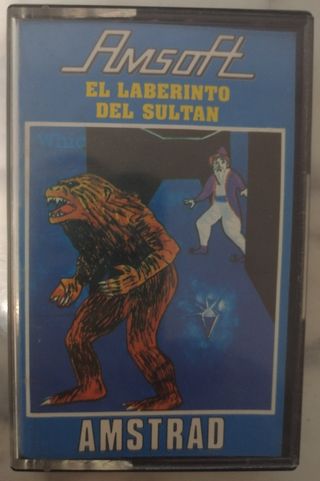 Amsoft
EL LABERINTO
DEL SULTAN
AMSTRAD